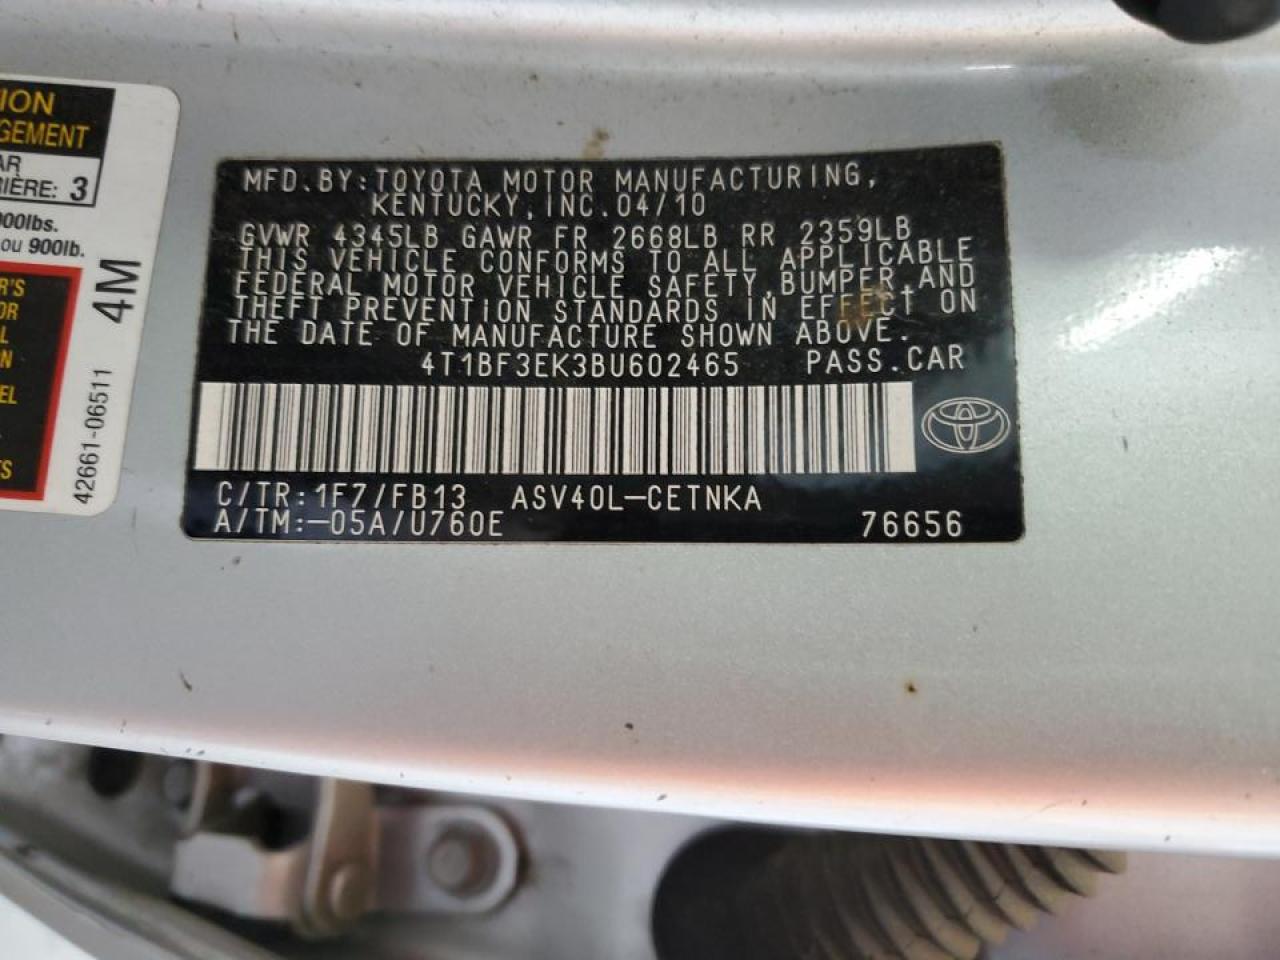 ION
GEMENT
AR
RIÈRE: 3
900lbs.
ou 900lb.
4M
42661-06511
R'S
OR
L
N
EL
TS
MFD.BY:TOYOTA MOTOR MANUFACTURING,
KENTUCKY,INC.04/10
GVWR 4345LB GAWR FR 2668LB RR 2359LB
THIS VEHICLE CONFORMS TO ALL APPLICABLE
FEDERAL MOTOR VEHICLE SAFETY,BUMPER,AND
THEFT PREVENTION STANDARDS IN EFFECT ON
THE DATE OF MANUFACTURE SHOWN ABOVE.
4T1BF3EK3BU602465 PASS.CAR
C/TR:1F7/FB13 ASV40L-CETNKA
A/TM:-05A/U760E 76656